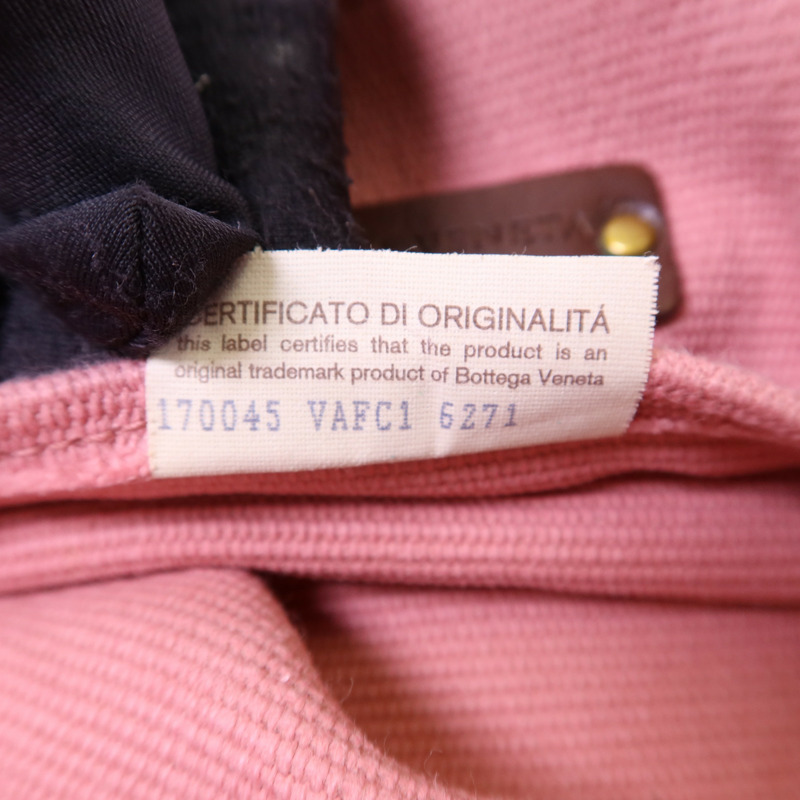 VENETA
CERTIFICATO DI ORIGINALITÁ
this label certifies that the product is an
original trademark product of Bottega Veneta
170045 VAFC1 6271